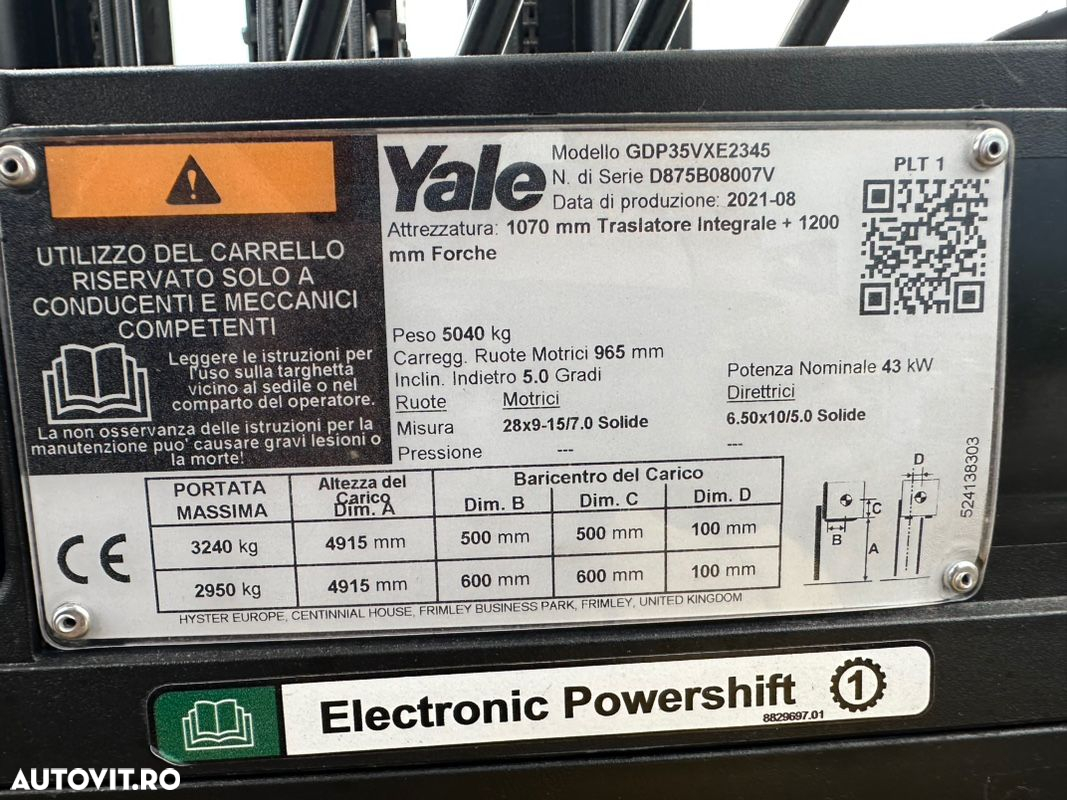 UTILIZZO DEL CARRELLO
RISERVATO SOLO A
CONDUCENTI E MECCANICI
COMPETENTI
Leggere le istruzioni per
l'uso sulla targhetta
vicino al sedile o nel
comparto del operatore.
La non osservanza delle istruzioni per la
manutenzione puo' causare gravi lesioni o
la morte!
Yale
Modello GDP35VXE2345
N. di Serie D875B08007V
Data di produzione: 2021-08
Attrezzatura: 1070 mm Traslatore Integrale + 1200
mm Forche
PLT 1
Peso 5040 kg
Carregg. Ruote Motrici 965 mm
Inclin. Indietro 5.0 Gradi
Potenza Nominale 43 kW
Ruote Motrici Direttrici
Misura 28x9-15/7.0 Solide 6.50x10/5.0 Solide
Pressione --- ---
PORTATA
MASSIMA
Altezza del
Carico
Dim. A
Baricentro del Carico
Dim. B Dim. C Dim. D
3240 kg 4915 mm 500 mm 500 mm 100 mm
2950 kg 4915 mm 600 mm 600 mm 100 mm
D
C
B
A
524138303
CE
HYSTER EUROPE, CENTINNIAL HOUSE, FRIMLEY BUSINESS PARK, FRIMLEY, UNITED KINGDOM
Electronic Powershift 1
8829697.01
AUTOVIT.RO